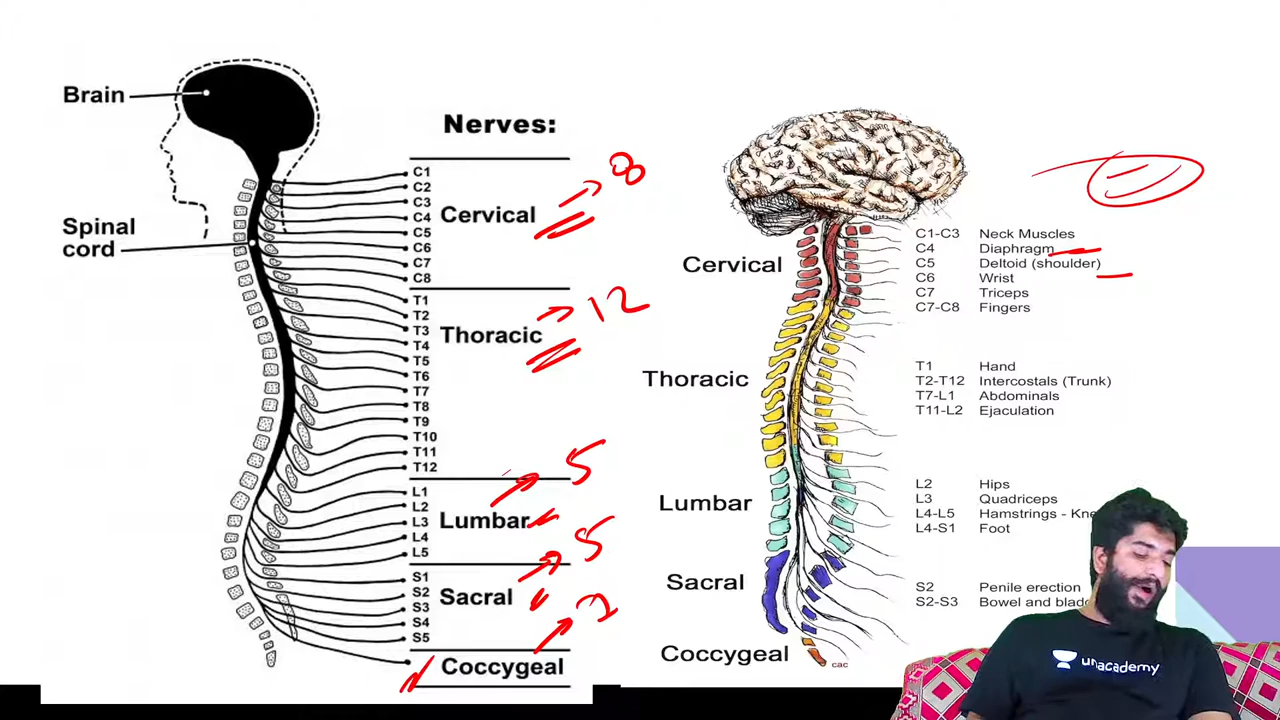 Brain
Spinal
cord
Nerves:
C1
C2
C3
C4
C5
C6
C7
C8
Cervical
8
T1
T2
T3
T4
T5
T6
T7
T8
T9
T10
T11
T12
Thoracic
12
L1
L2
L3
L4
L5
Lumbar
5
S1
S2
S3
S4
S5
Sacral
5
Coccygeal
Cervical
C1-C3 Neck Muscles
C4 Diaphragm
C5 Deltoid (shoulder)
C6 Wrist
C7 Triceps
C7-C8 Fingers
Thoracic
T1 Hand
T2-T12 Intercostals (Trunk)
T7-L1 Abdominals
T11-L2 Ejaculation
Lumbar
L2 Hips
L3 Quadriceps
L4-L5 Hamstrings - Kne
L4-S1 Foot
Sacral
S2 Penile erection
S2-S3 Bowel and bladd
Coccygeal
cac
unacademy